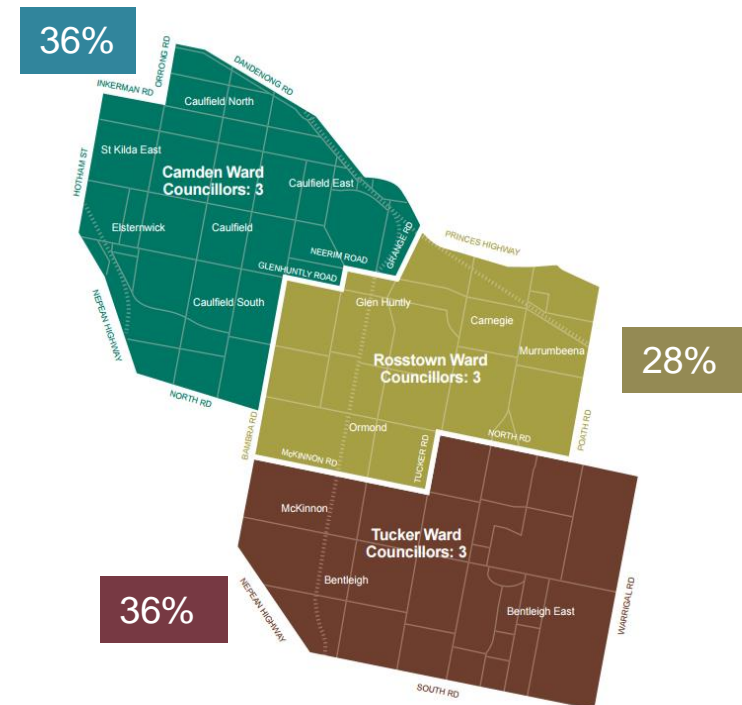 36%
ORRONG RD
DANDENONG RD
INKERMAN RD
Caulfield North
HOTHAM ST
St Kilda East
Camden Ward
Councillors: 3
Caulfield East
Elsternwick
Caulfield
NEERIM ROAD
GRANGE RD
PRINCES HIGHWAY
GLENHUNTLY ROAD
Caulfield South
Glen Huntly
Carnegie
NEPEAN HIGHWAY
Murrumbeena
28%
Rosstown Ward
Councillors: 3
NORTH RD
BAMBRA RD
Ormond
NORTH RD
POATH RD
McKINNON RD
TUCKER RD
McKinnon
Tucker Ward
Councillors: 3
36%
Bentleigh
NEPEAN HIGHWAY
Bentleigh East
WARRIGAL RD
SOUTH RD